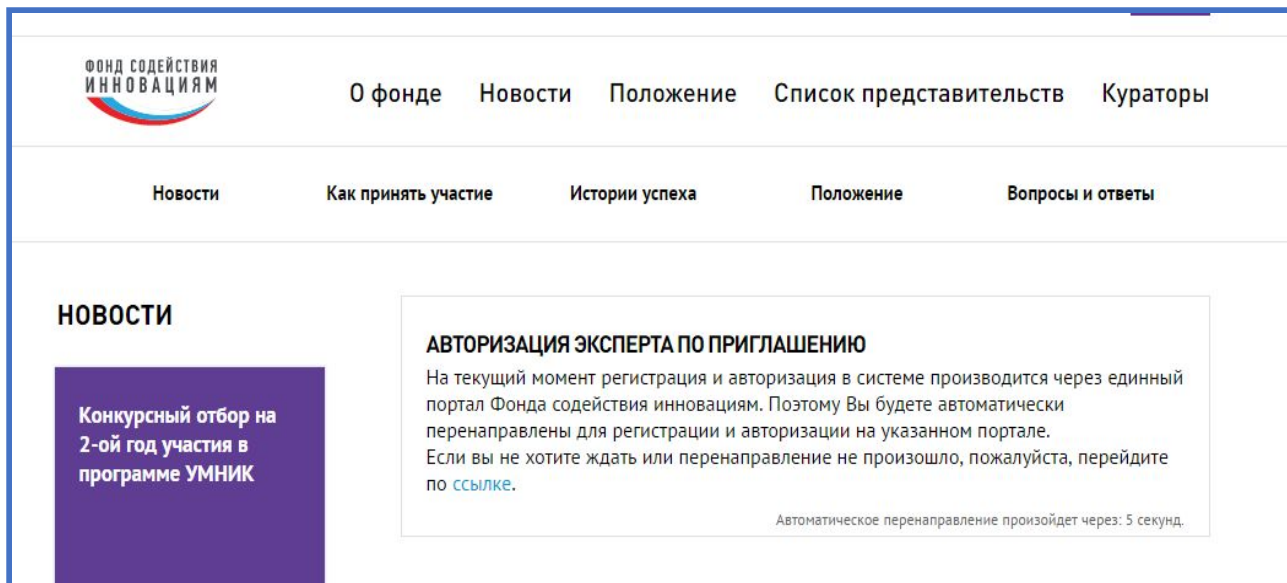 ФОНД СОДЕЙСТВИЯ
ИННОВАЦИЯМ
О фонде Новости Положение Список представительств Кураторы
Новости Как принять участие Истории успеха Положение Вопросы и ответы
НОВОСТИ
Конкурсный отбор на
2-ой год участия в
программе УМНИК
АВТОРИЗАЦИЯ ЭКСПЕРТА ПО ПРИГЛАШЕНИЮ
На текущий момент регистрация и авторизация в системе производится через единный
портал Фонда содействия инновациям. Поэтому Вы будете автоматически
перенаправлены для регистрации и авторизации на указанном портале.
Если вы не хотите ждать или перенаправление не произошло, пожалуйста, перейдите
по ссылке.
Автоматическое перенаправление произойдет через: 5 секунд.